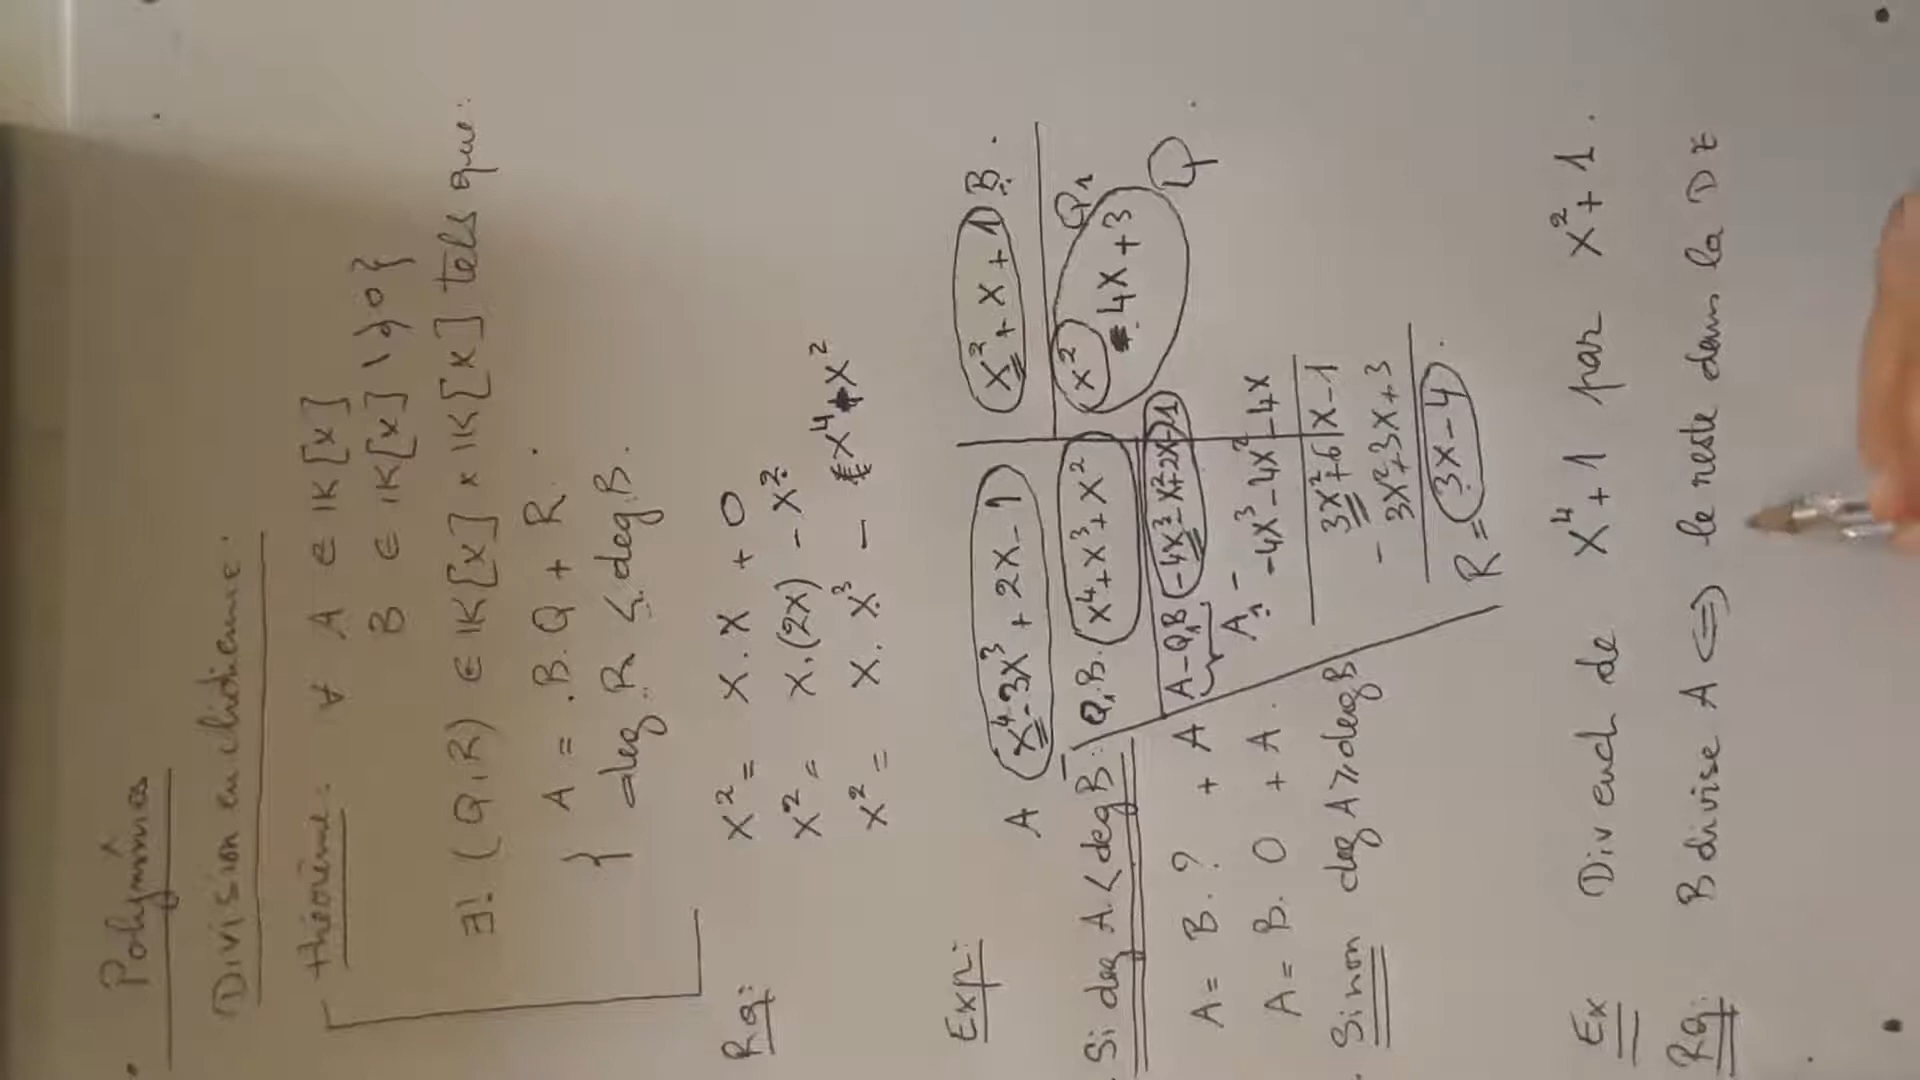 Polynômes
Division euclidienne.
théorème: ∀ A ∈ IK[X]
B ∈ IK[X] \ {0}
∃! (Q,R) ∈ IK[X] x IK[X] tels que:
{ A = B.Q + R.
deg R < deg B.
Rq: X² = X.X + 0
X² = X.(2X) - X²
X² = X.X³ - X⁴+X²
Exp: A X⁴-3X³+2X-1 X²+X+1 B.
Si deg A < deg B: - Q₁B. X⁴+X³+X² X² Q₁
-4X+3 Q
A = B. ? + A A-Q₁B -4X³-X²+2X-1
A₁ -
A = B. 0 + A. -4X³-4X²-4X
Sinon deg A ≥ deg B 3X²+6X-1
- 3X²+3X+3
R = 3X-4.
Ex Div eucl de X⁴+1 par X²+1.
Rq: B divise A ⟺ le reste dans la D E